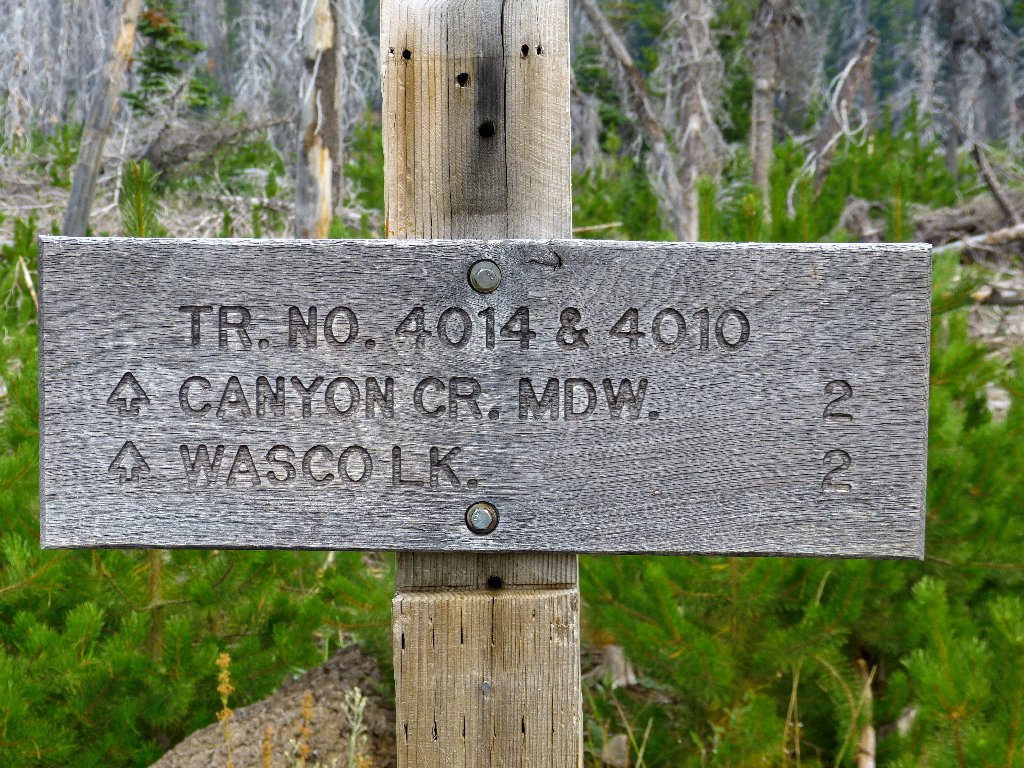 TR. NO. 4014 & 4010
CANYON CR. MDW. 2
WASCO LK. 2